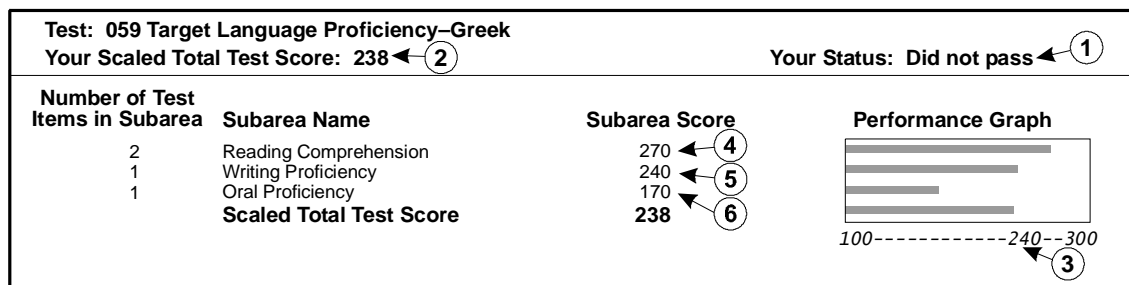 Test: 059 Target Language Proficiency–Greek
Your Scaled Total Test Score: 238 2 Your Status: Did not pass 1
Number of Test
Items in Subarea Subarea Name Subarea Score Performance Graph
2 Reading Comprehension 270 4
1 Writing Proficiency 240 5
1 Oral Proficiency 170 6
Scaled Total Test Score 238
100-------------240--300
3